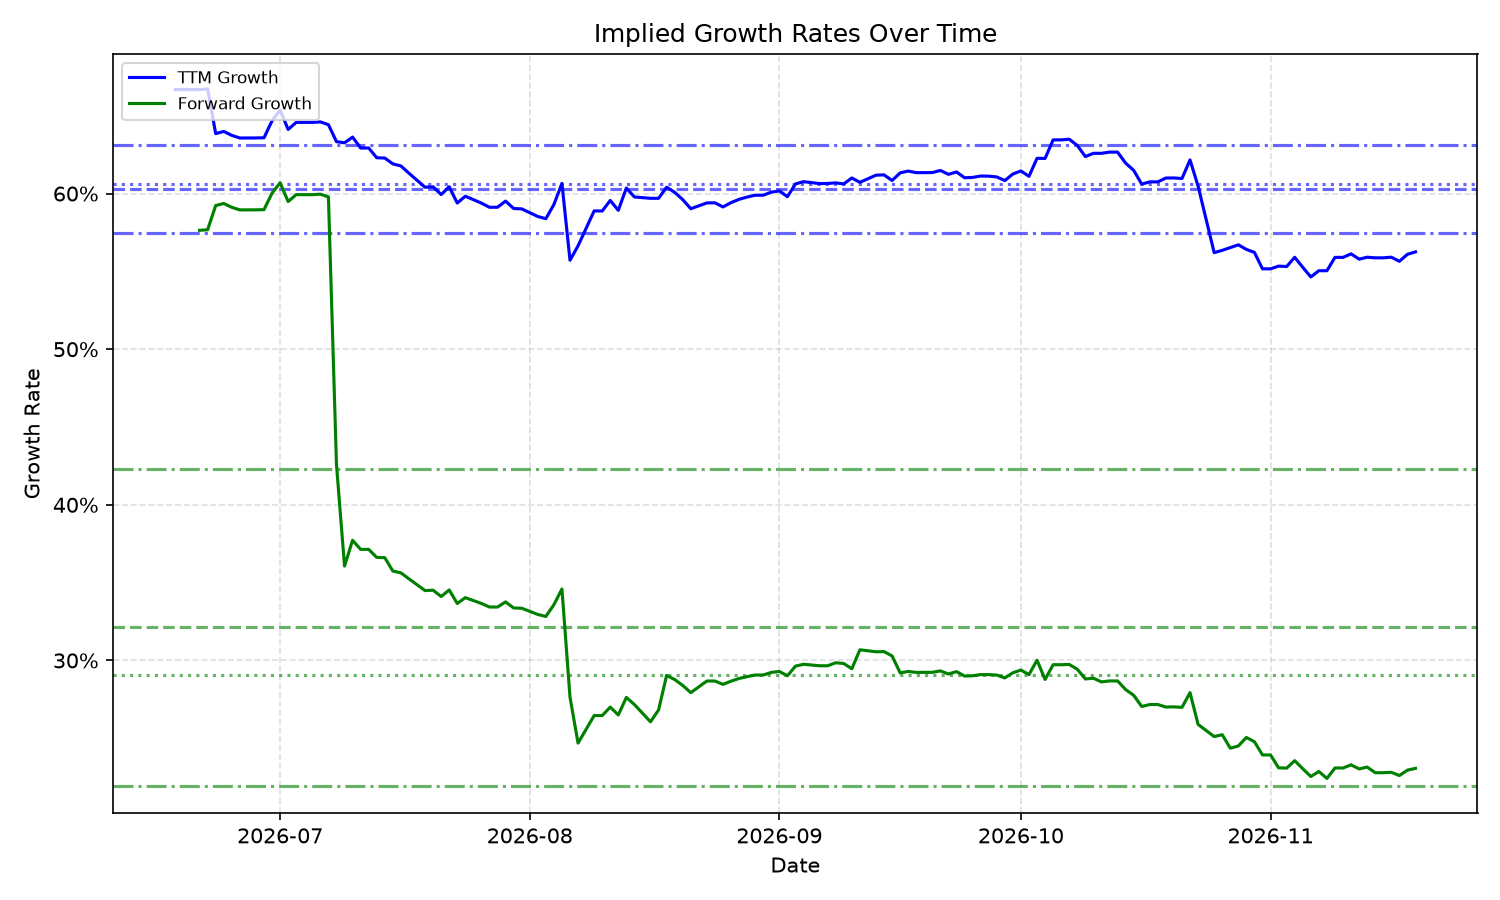 Implied Growth Rates Over Time
TTM Growth
Forward Growth
60%
50%
40%
30%
Growth Rate
2026-07
2026-08
2026-09
2026-10
2026-11
Date